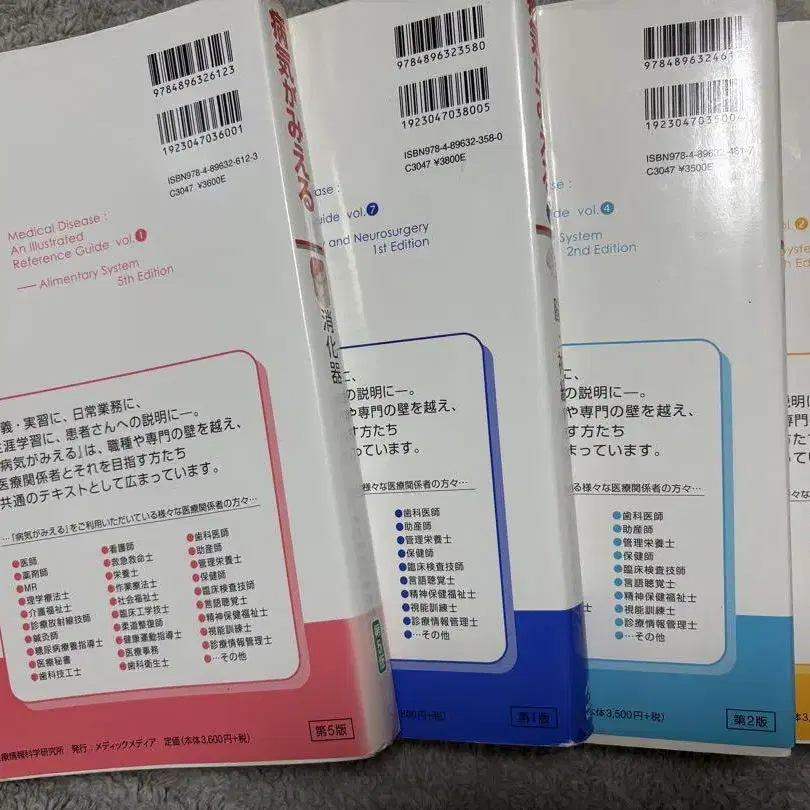 9784896326123
1923047036001
ISBN978-4-89632-612-3
C3047 ¥3600E
Medical Disease :
An Illustrated
Reference Guide vol.1
Alimentary System
5th Edition
病気がみえる
消化器
義・実習に、日常業務に、
生涯学習に、患者さんへの説明に―。
病気がみえる』は、職種や専門の壁を越え、
医療関係者とそれを目指す方たち
共通のテキストとして広まっています。
…「病気がみえる」をご利用いただいている様々な医療関係者の方々…
●医師
●薬剤師
●MR
●理学療法士
●介護福祉士
●診療放射線技師
●鍼灸師
●糖尿病療養指導士
●医療秘書
●歯科技工士
●看護師
●救急救命士
●栄養士
●作業療法士
●社会福祉士
●臨床工学技士
●柔道整復師
●健康運動指導士
●医療事務
●歯科衛生士
●歯科医師
●助産師
●管理栄養士
●保健師
●臨床検査技師
●言語聴覚士
●精神保健福祉士
●視能訓練士
●診療情報管理士
●…その他
療情報科学研究所 発行:メディックメディア 定価(本体3,600円+税)
第5版
9784896323580
1923047038005
ISBN978-4-89632-358-0
C3047 ¥3800E
ase :
uide vol.7
y and Neurosurgery
1st Edition
に、
の説明に―。
や専門の壁を越え、
す方たち
っています。
様々な医療関係者の方々…
●歯科医師
●助産師
●管理栄養士
●保健師
●臨床検査技師
●言語聴覚士
●精神保健福祉士
●視能訓練士
●診療情報管理士
●…その他
800円+税)
第1版
1923047035004
C3047 ¥3500E
se :
de vol.4
System
2nd Edition
に、
の説明に―。
や専門の壁を越え、
す方たち
まっています。
る様々な医療関係者の方々…
●歯科医師
●助産師
●管理栄養士
●保健師
●臨床検査技師
●言語聴覚士
●精神保健福祉士
●視能訓練士
●診療情報管理士
●…その他
本体3,500円+税)
第2版
ol.2